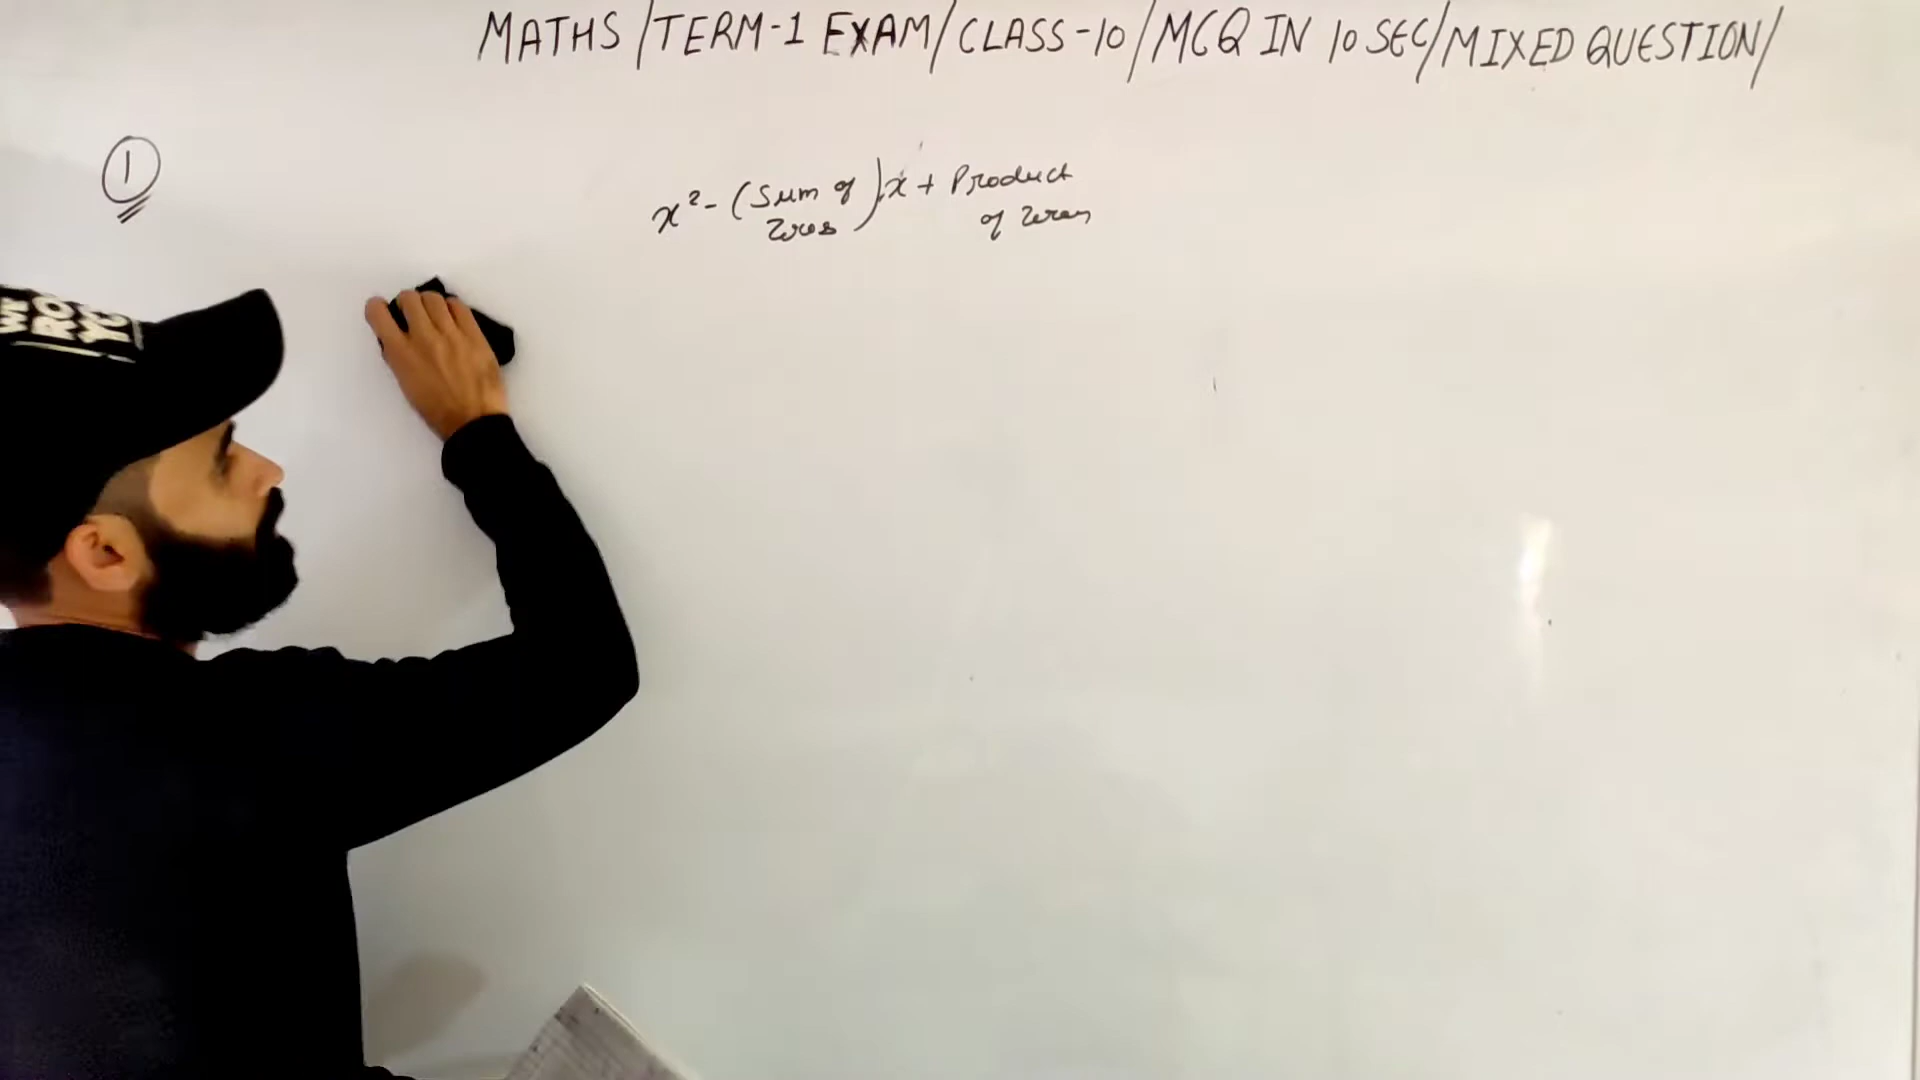 MATHS/TERM-1 EXAM/CLASS-10/MCQ IN 10 SEC/MIXED QUESTION/
1
x² - (Sum of Zeros) x + Product of Zeros
RO